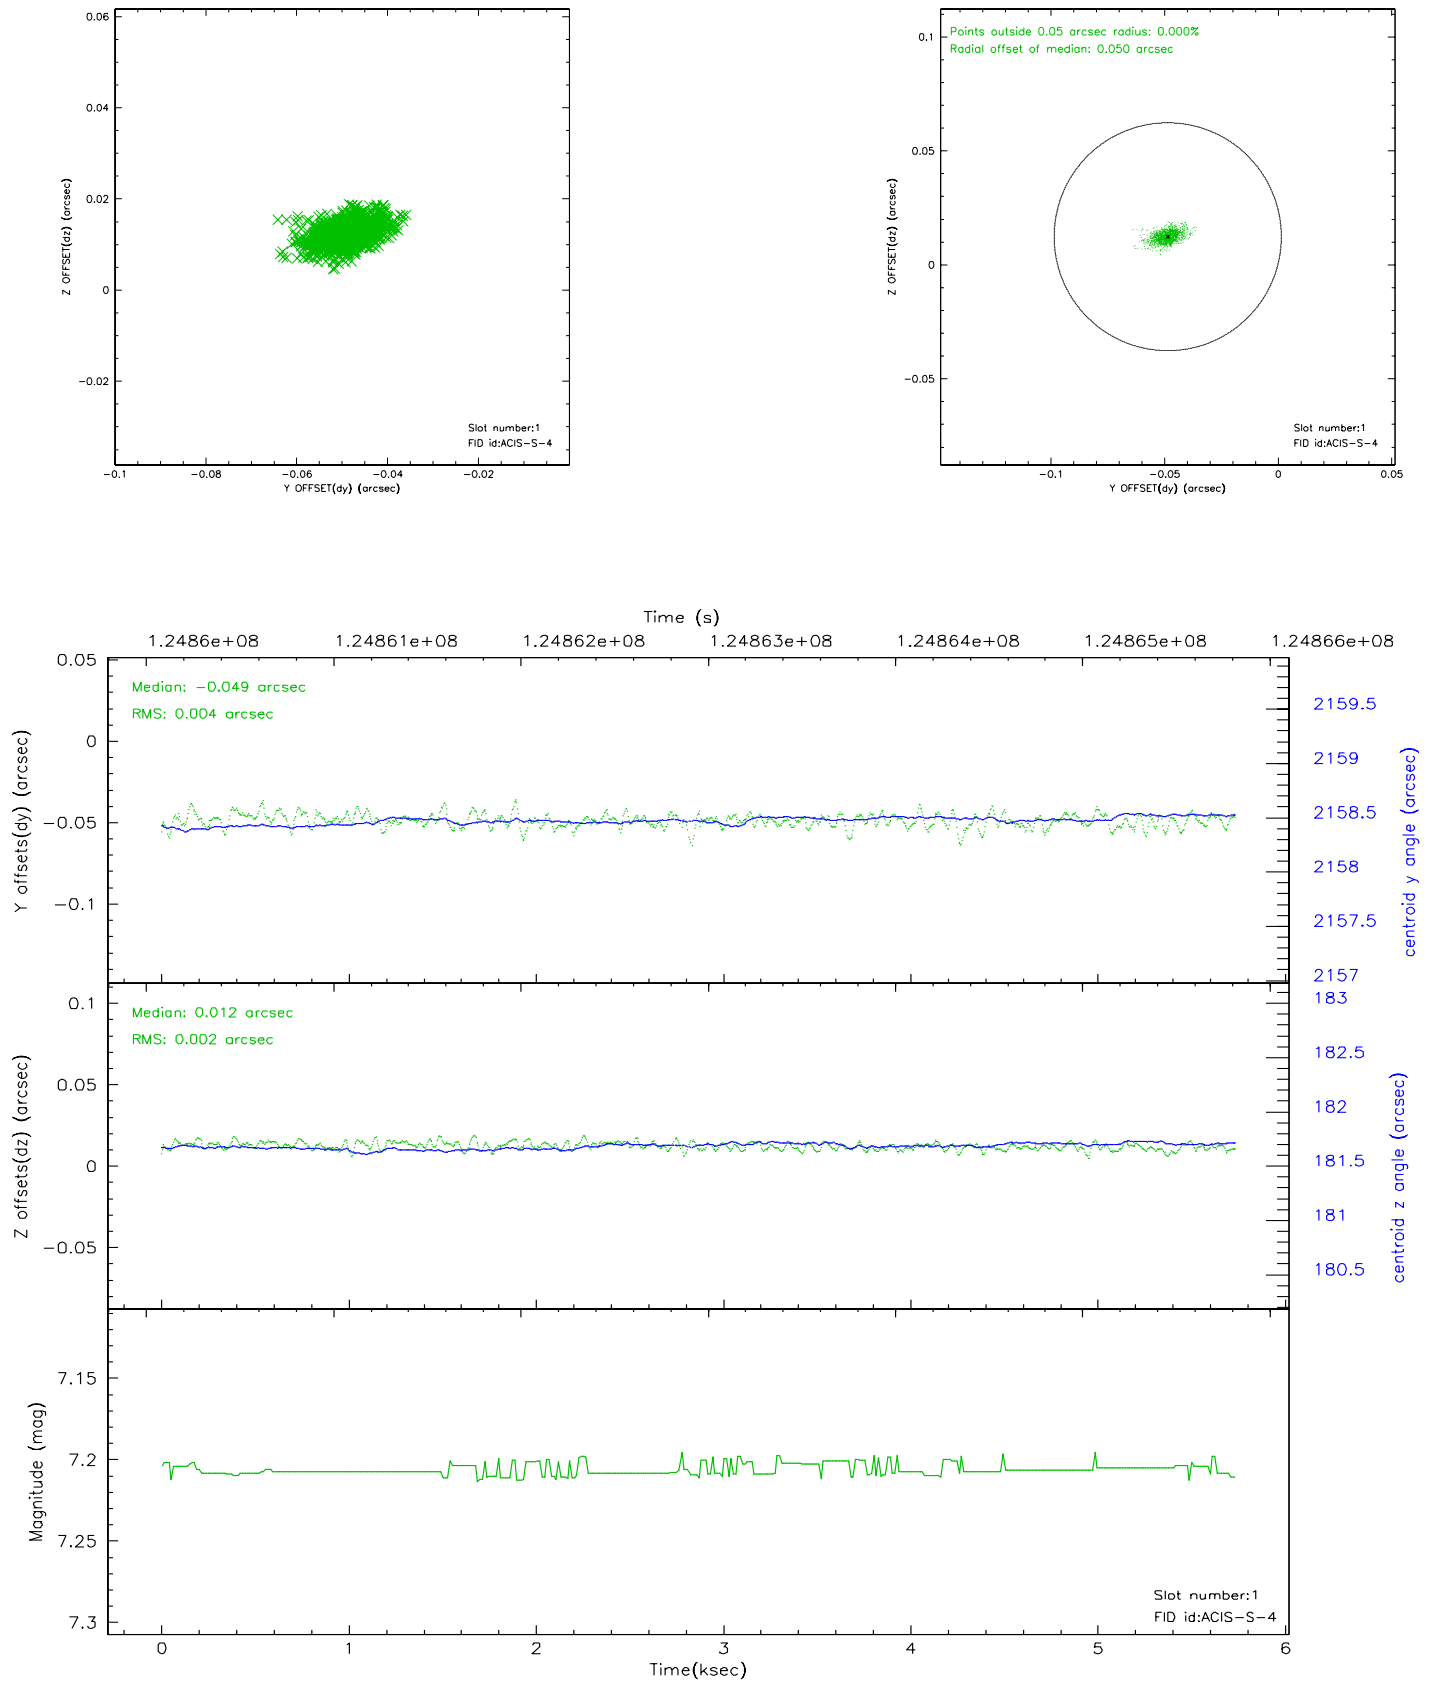 0.06
0.04
0.02
0
−0.02
Z OFFSET(dz) (arcsec)
Slot number:1
FID id:ACIS−S−4
−0.1 −0.08 −0.06 −0.04 −0.02
Y OFFSET(dy) (arcsec)
Points outside 0.05 arcsec radius: 0.000%
Radial offset of median: 0.050 arcsec
0.1
0.05
0
−0.05
Z OFFSET(dz) (arcsec)
Slot number:1
FID id:ACIS−S−4
−0.1 −0.05 0 0.05
Y OFFSET(dy) (arcsec)
Time (s)
1.2486e+08 1.24861e+08 1.24862e+08 1.24863e+08 1.24864e+08 1.24865e+08 1.24866e+08
Median: −0.049 arcsec
RMS: 0.004 arcsec
0.05
0
−0.05
−0.1
Y offsets(dy) (arcsec)
2159.5
2159
2158.5
2158
2157.5
2157
centroid y angle (arcsec)
Median: 0.012 arcsec
RMS: 0.002 arcsec
0.1
0.05
0
−0.05
Z offsets(dz) (arcsec)
183
182.5
182
181.5
181
180.5
centroid z angle (arcsec)
7.15
7.2
7.25
7.3
Magnitude (mag)
Slot number:1
FID id:ACIS−S−4
0 1 2 3 4 5 6
Time(ksec)